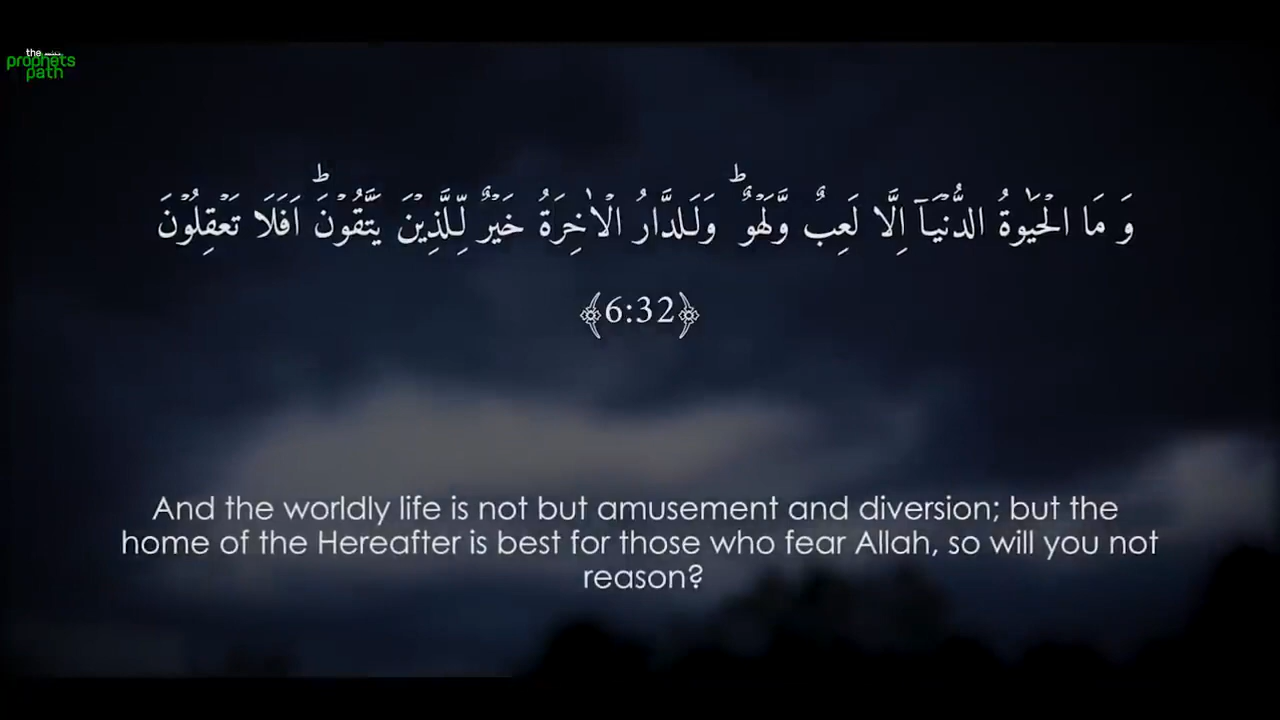 the
prophets
path
وَ مَا الۡحَيٰوةُ الدُّنۡيَاۤ اِلَّا لَعِبٌ وَّلَهۡوٌ ؕ وَلَـلدَّارُ الۡاٰخِرَةُ خَيۡرٌ لِّـلَّذِيۡنَ يَتَّقُوۡنَ ؕ اَفَلَا تَعۡقِلُوۡنَ
﴿6:32﴾
And the worldly life is not but amusement and diversion; but the
home of the Hereafter is best for those who fear Allah, so will you not
reason?